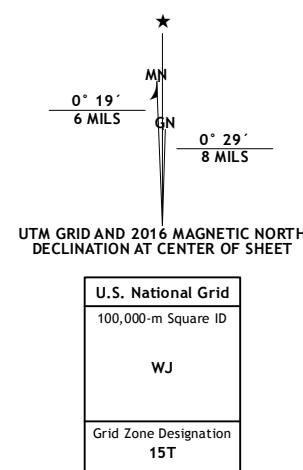 MN
0° 19´
6 MILS
GN
0° 29´
8 MILS
UTM GRID AND 2016 MAGNETIC NORTH
DECLINATION AT CENTER OF SHEET
U.S. National Grid
100,000-m Square ID
WJ
Grid Zone Designation
15T